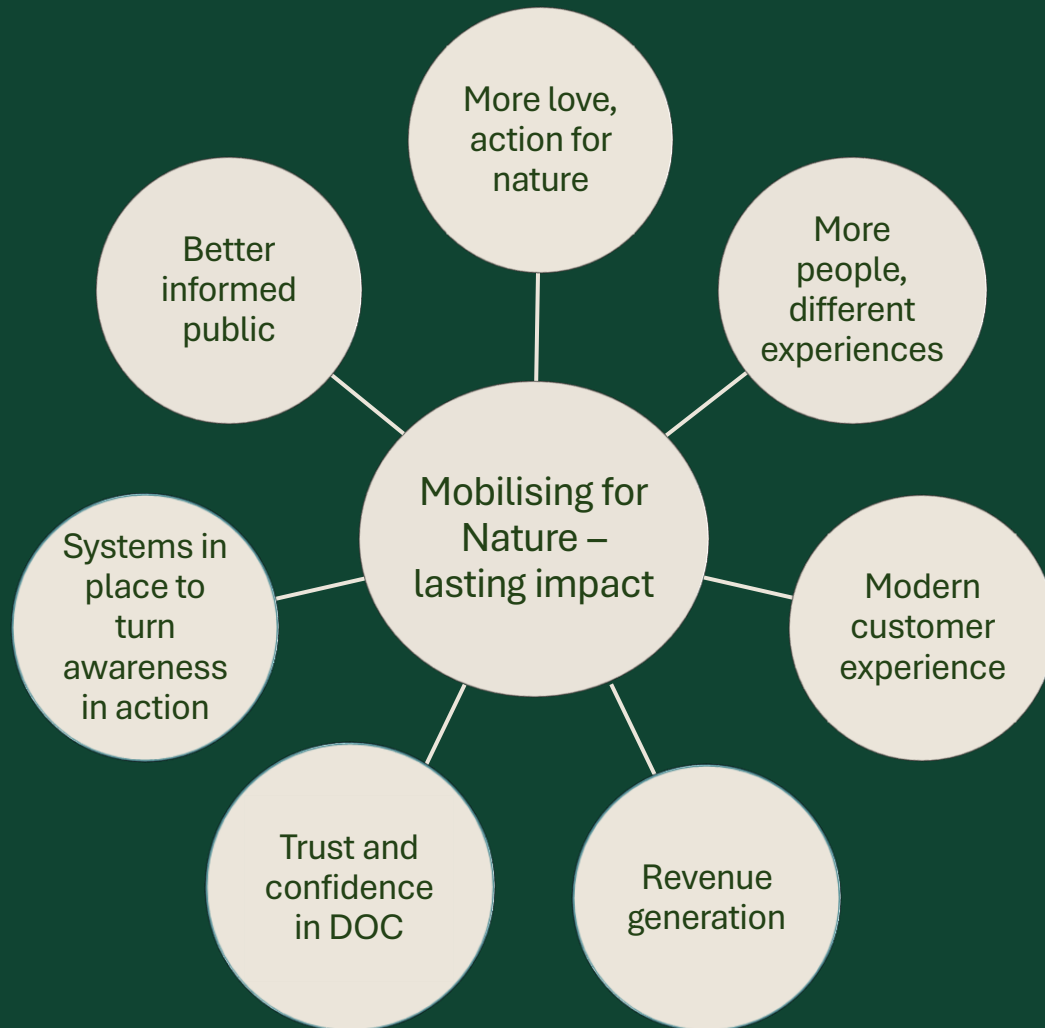 More love,
action for
nature
More
people,
different
experiences
Better
informed
public
Mobilising for
Nature –
lasting impact
Systems in
place to
turn
awareness
in action
Modern
customer
experience
Trust and
confidence
in DOC
Revenue
generation